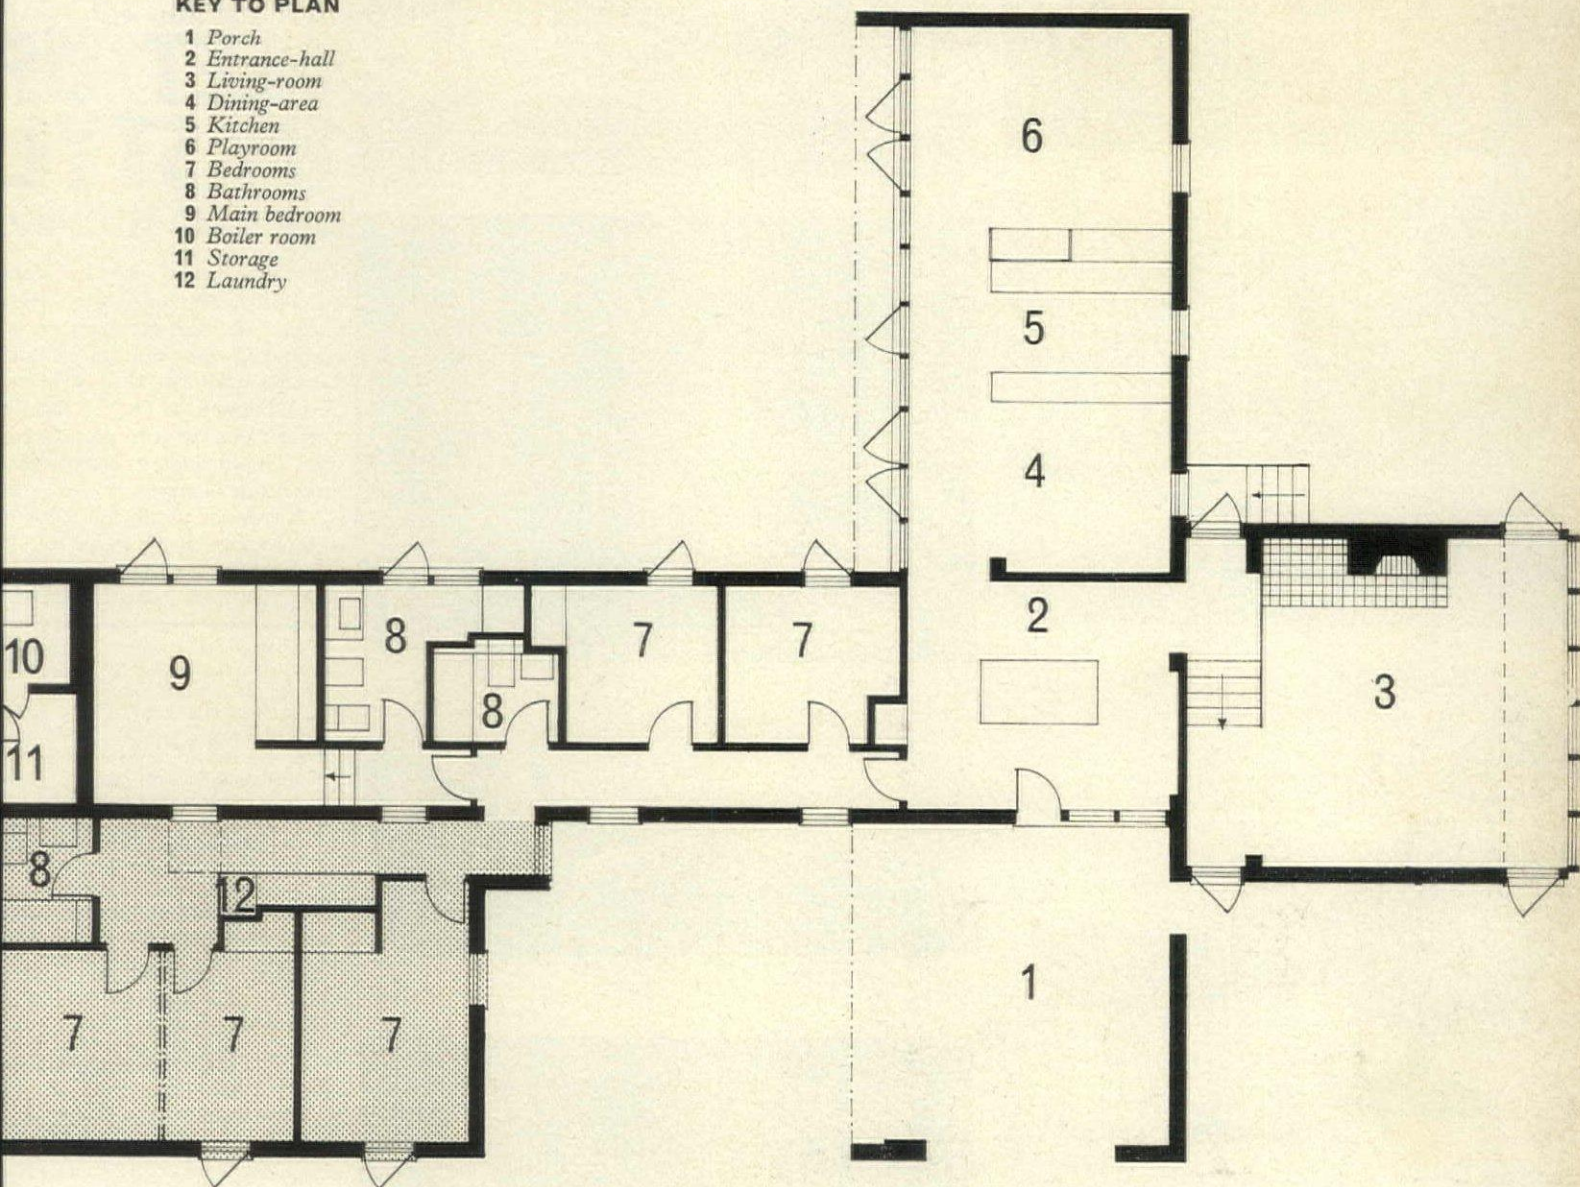 KEY TO PLAN
1 Porch
2 Entrance-hall
3 Living-room
4 Dining-area
5 Kitchen
6 Playroom
7 Bedrooms
8 Bathrooms
9 Main bedroom
10 Boiler room
11 Storage
12 Laundry
6
5
4
2
10
9
8
7
7
8
3
11
8
12
1
7
7
7